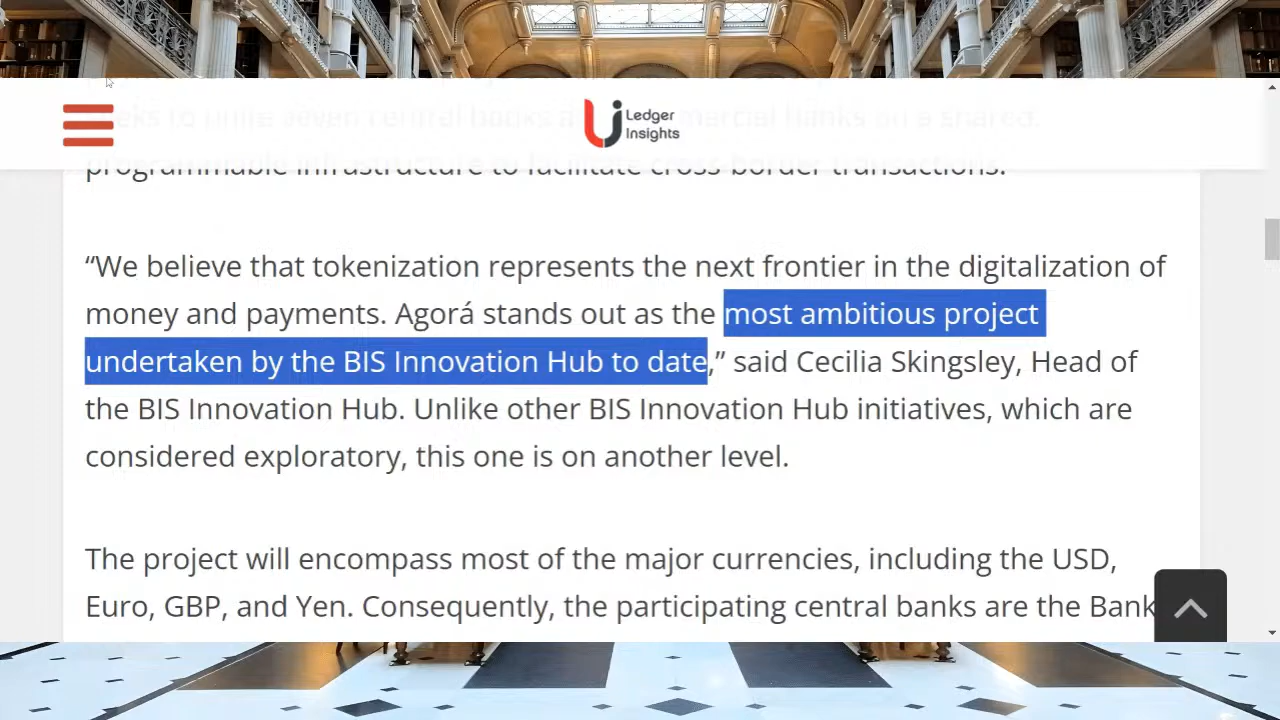 Ledger
Insights
programmable infrastructure to facilitate cross-border transactions.
“We believe that tokenization represents the next frontier in the digitalization of
money and payments. Agorá stands out as the most ambitious project
undertaken by the BIS Innovation Hub to date,” said Cecilia Skingsley, Head of
the BIS Innovation Hub. Unlike other BIS Innovation Hub initiatives, which are
considered exploratory, this one is on another level.
The project will encompass most of the major currencies, including the USD,
Euro, GBP, and Yen. Consequently, the participating central banks are the Bank